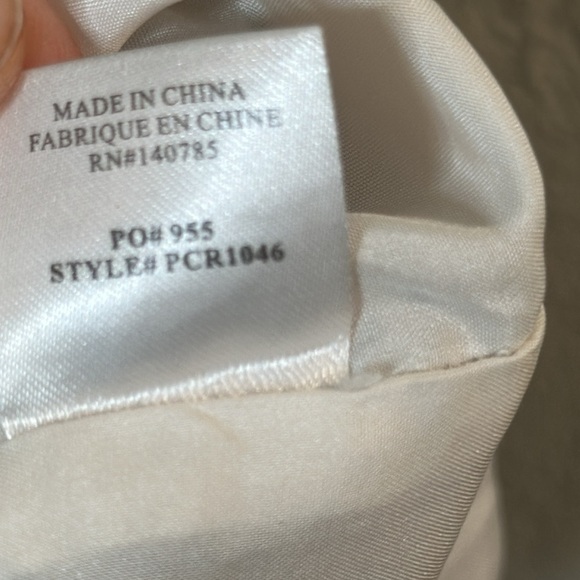 MADE IN CHINA
FABRIQUE EN CHINE
RN#140785
PO# 955
STYLE# PCR1046